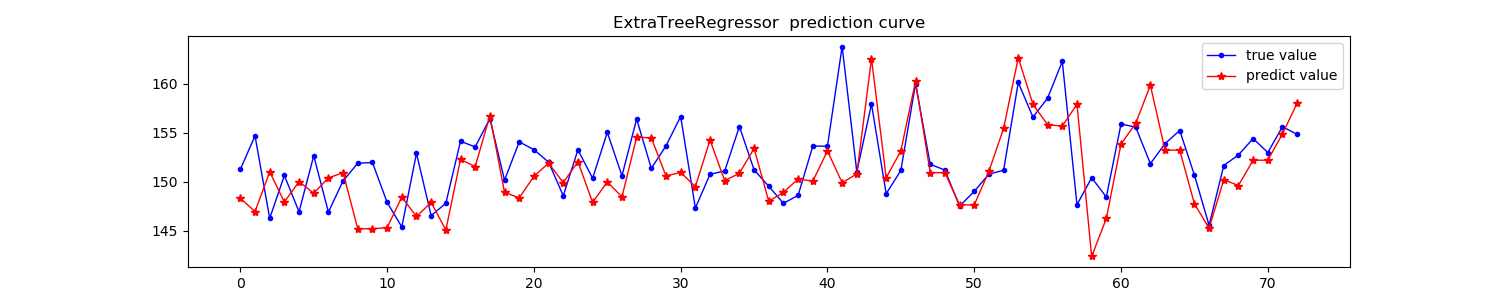 ExtraTreeRegressor  prediction curve
true value
predict value
160
155
150
145
0 10 20 30 40 50 60 70